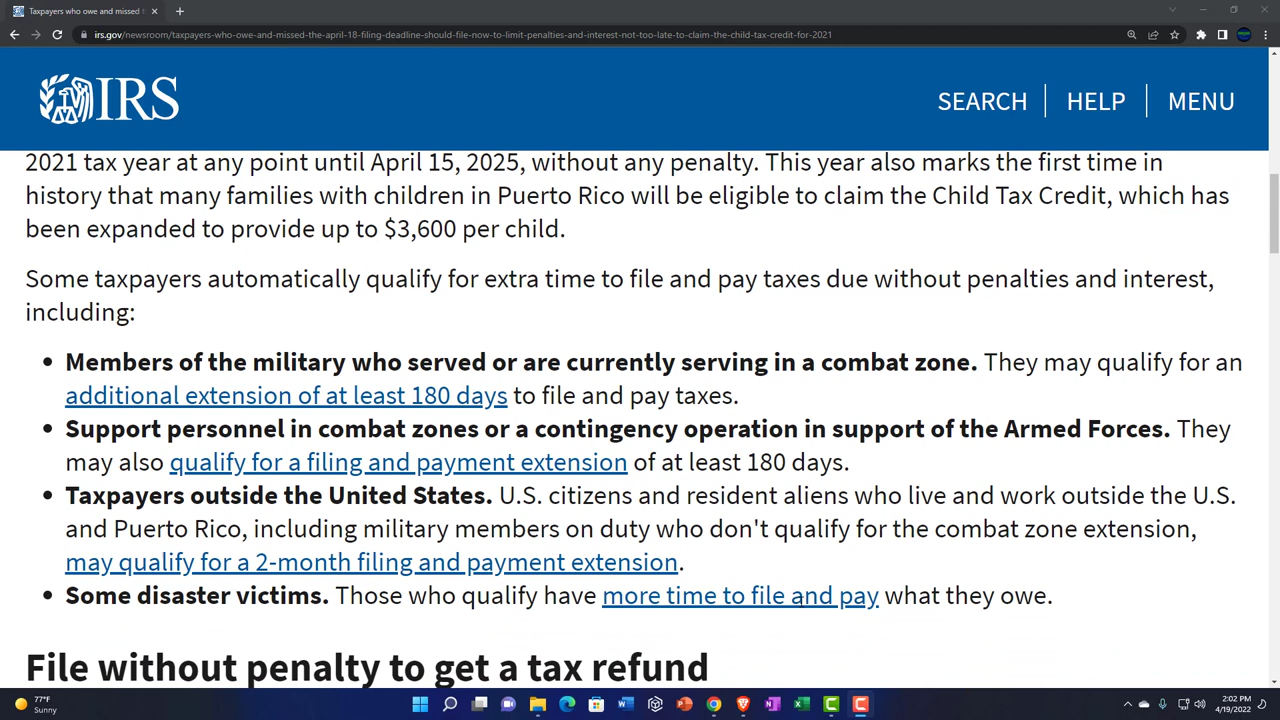 Taxpayers who owe and missed t
irs.gov/newsroom/taxpayers-who-owe-and-missed-the-april-18-filing-deadline-should-file-now-to-limit-penalties-and-interest-not-too-late-to-claim-the-child-tax-credit-for-2021
IRS
SEARCH
HELP
MENU
2021 tax year at any point until April 15, 2025, without any penalty. This year also marks the first time in
history that many families with children in Puerto Rico will be eligible to claim the Child Tax Credit, which has
been expanded to provide up to $3,600 per child.
Some taxpayers automatically qualify for extra time to file and pay taxes due without penalties and interest,
including:
• Members of the military who served or are currently serving in a combat zone. They may qualify for an
additional extension of at least 180 days to file and pay taxes.
• Support personnel in combat zones or a contingency operation in support of the Armed Forces. They
may also qualify for a filing and payment extension of at least 180 days.
• Taxpayers outside the United States. U.S. citizens and resident aliens who live and work outside the U.S.
and Puerto Rico, including military members on duty who don't qualify for the combat zone extension,
may qualify for a 2-month filing and payment extension.
• Some disaster victims. Those who qualify have more time to file and pay what they owe.
File without penalty to get a tax refund
77°F
Sunny
2:02 PM
4/19/2022